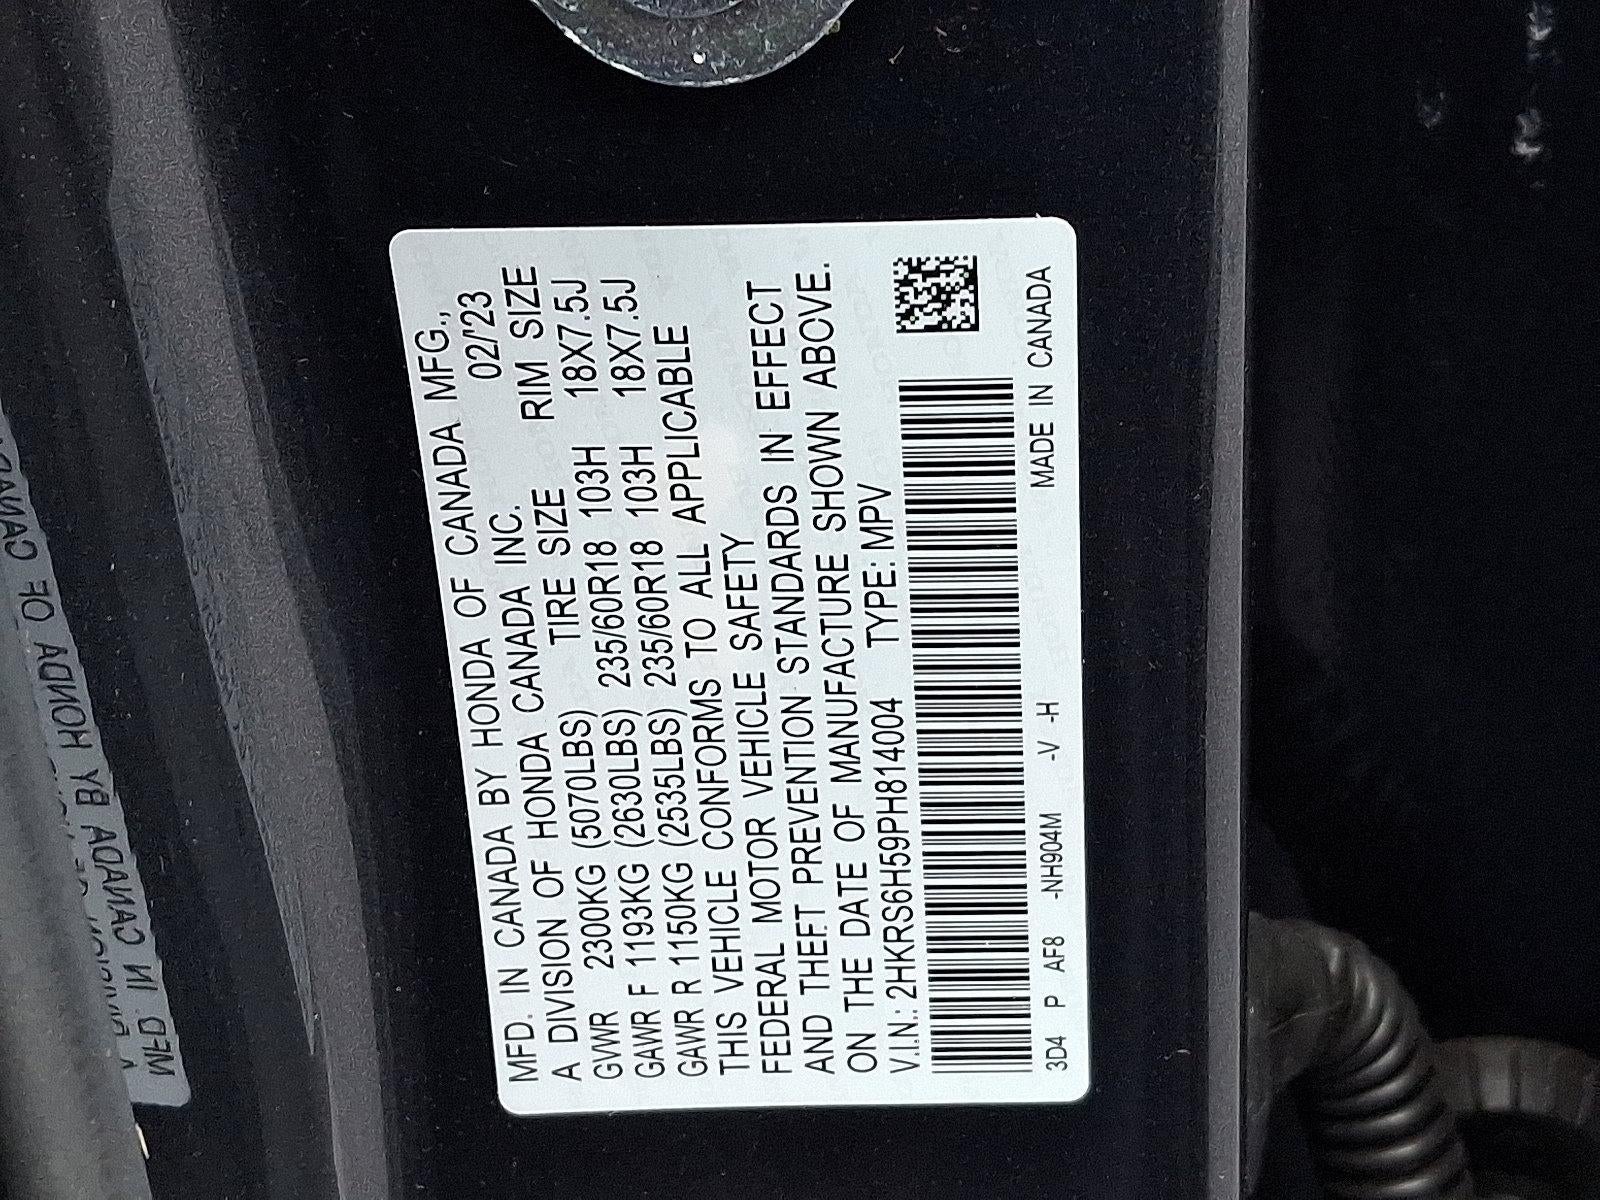 MFD. IN CANADA BY HONDA OF CANADA MFG.,
A DIVISION OF HONDA CANADA INC. 02/'23
TIRE SIZE RIM SIZE
GVWR 2300KG (5070LBS)
GAWR F 1193KG (2630LBS) 235/60R18 103H 18X7.5J
GAWR R 1150KG (2535LBS) 235/60R18 103H 18X7.5J
THIS VEHICLE CONFORMS TO ALL APPLICABLE
FEDERAL MOTOR VEHICLE SAFETY
AND THEFT PREVENTION STANDARDS IN EFFECT
ON THE DATE OF MANUFACTURE SHOWN ABOVE.
V.I.N.: 2HKRS6H59PH814004 TYPE: MPV
3D4 P AF8 -NH904M -V -H MADE IN CANADA
MFD. IN CANADA BY HONDA OF